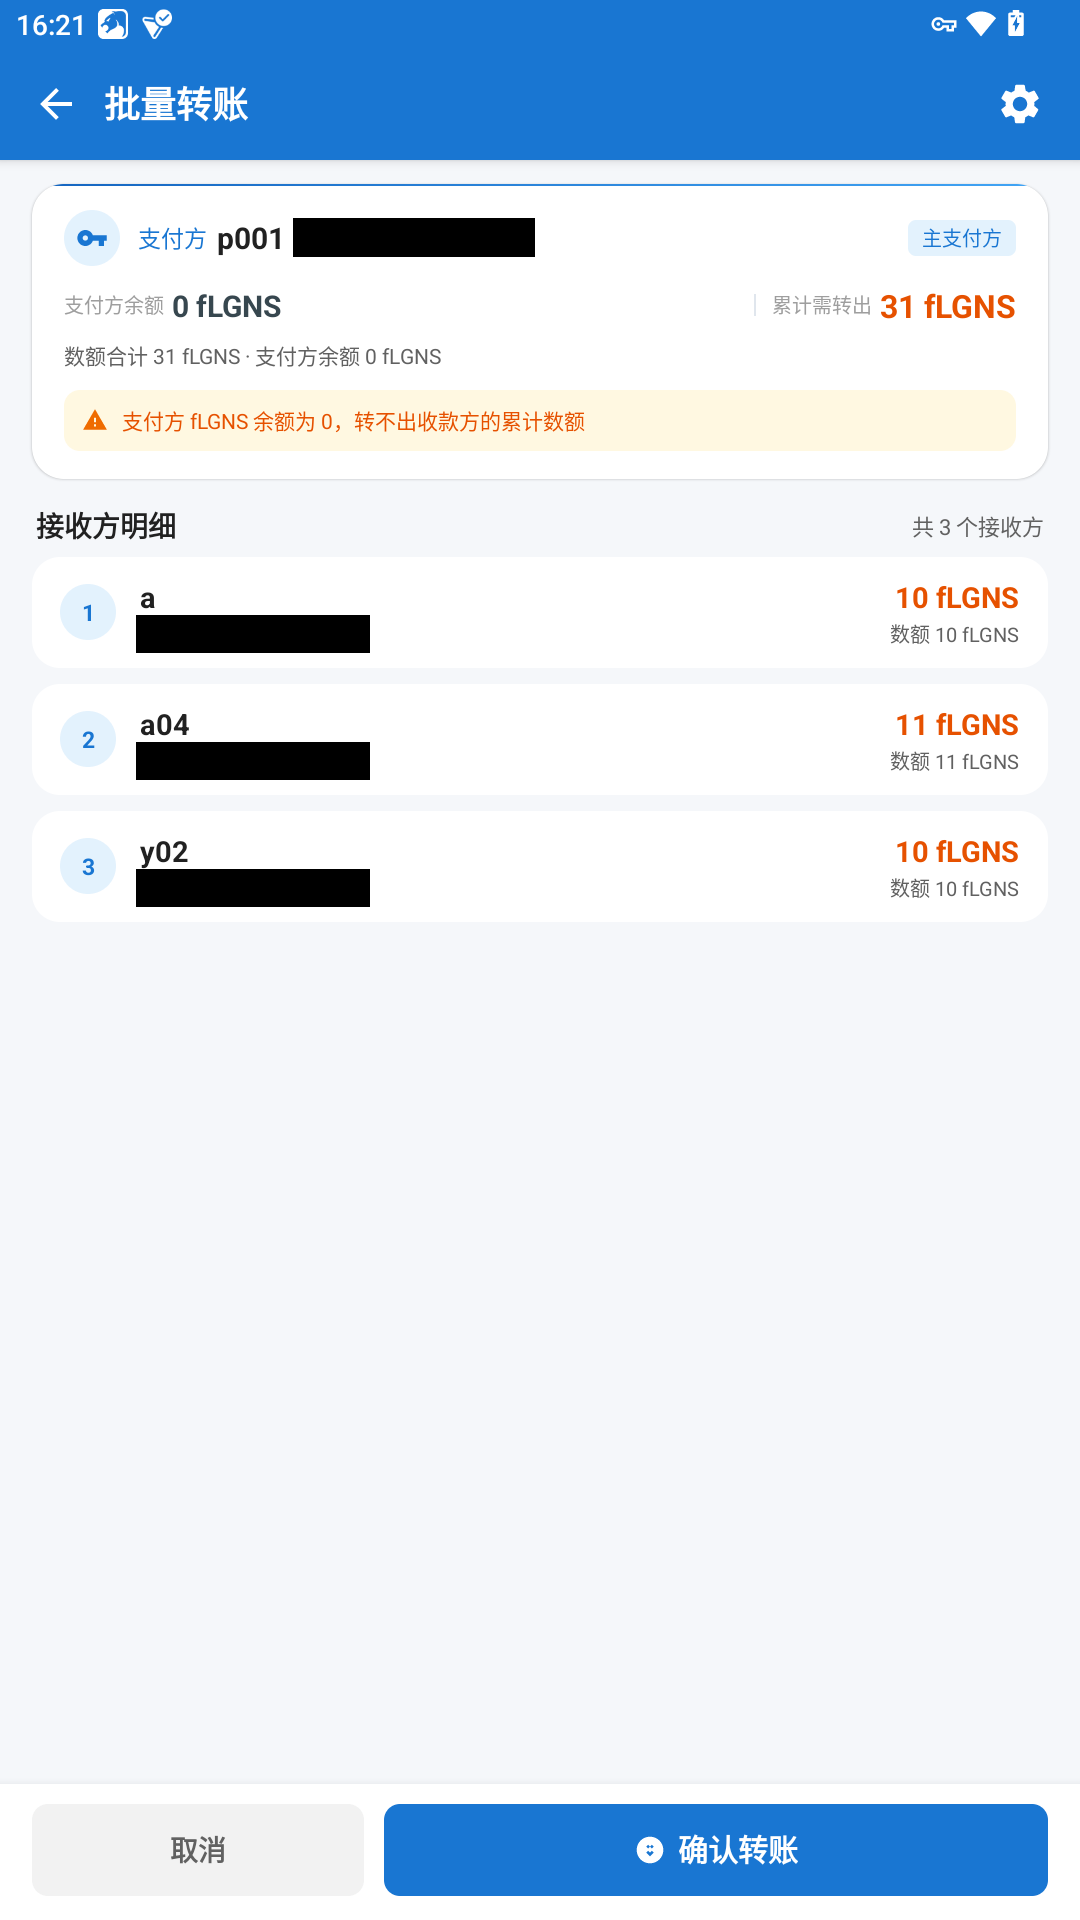 16:21
批量转账
支付方 p001
主支付方
支付方余额 0 fLGNS
累计需转出 31 fLGNS
数额合计 31 fLGNS · 支付方余额 0 fLGNS
支付方 fLGNS 余额为 0，转不出收款方的累计数额
接收方明细
共 3 个接收方
1
a
10 fLGNS
数额 10 fLGNS
2
a04
11 fLGNS
数额 11 fLGNS
3
y02
10 fLGNS
数额 10 fLGNS
取消
确认转账